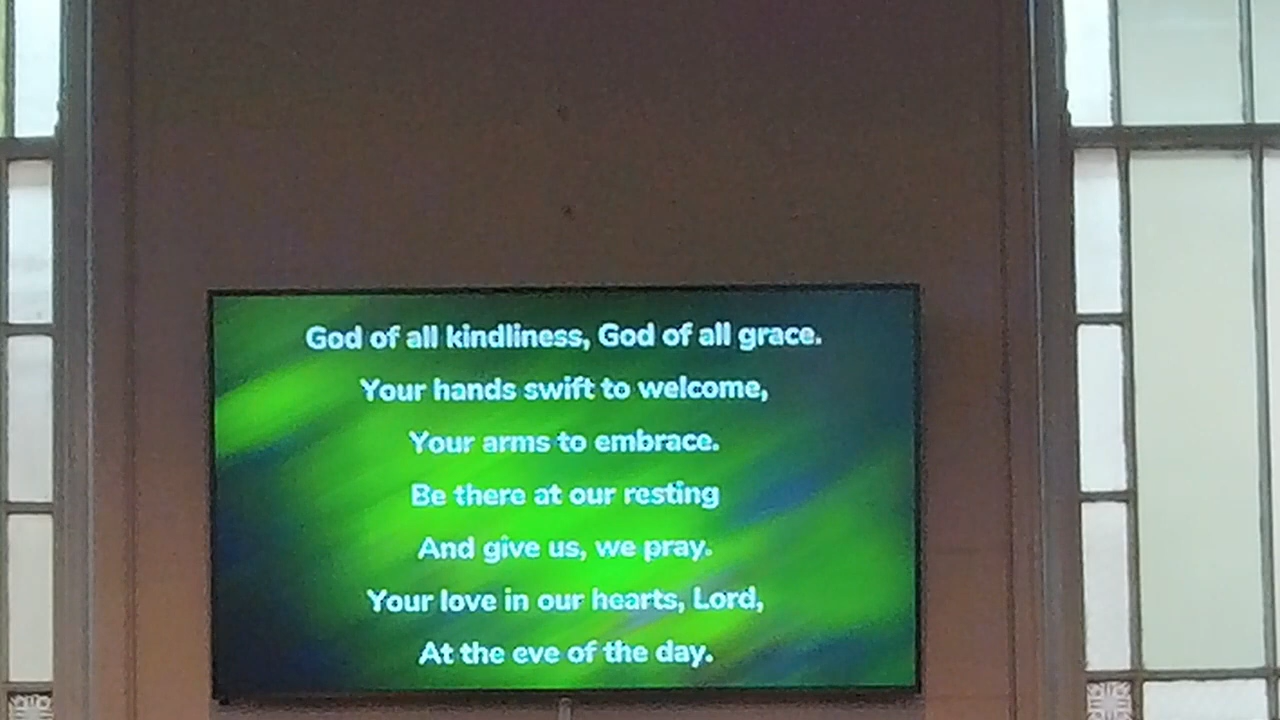 God of all kindliness, God of all grace.
Your hands swift to welcome,
Your arms to embrace.
Be there at our resting
And give us, we pray.
Your love in our hearts, Lord,
At the eve of the day.